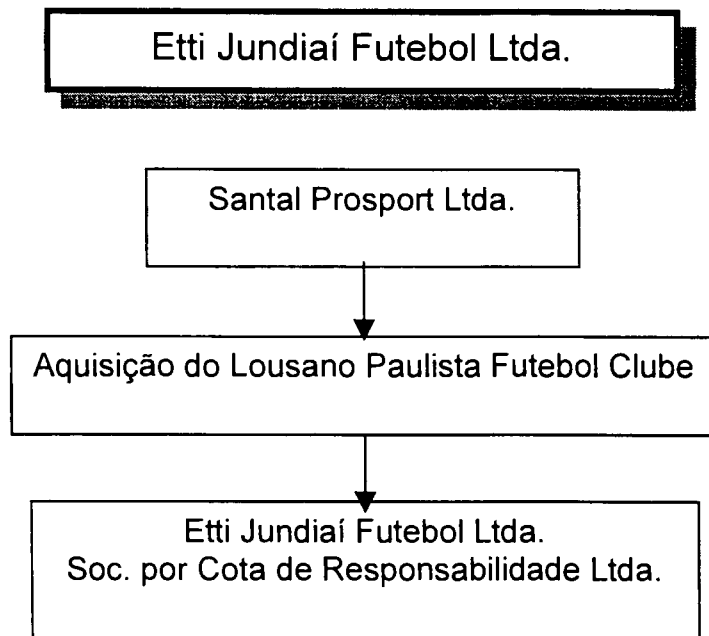 Etti Jundiaí Futebol Ltda.
Santal Prosport Ltda.
Aquisição do Lousano Paulista Futebol Clube
Etti Jundiaí Futebol Ltda.
Soc. por Cota de Responsabilidade Ltda.